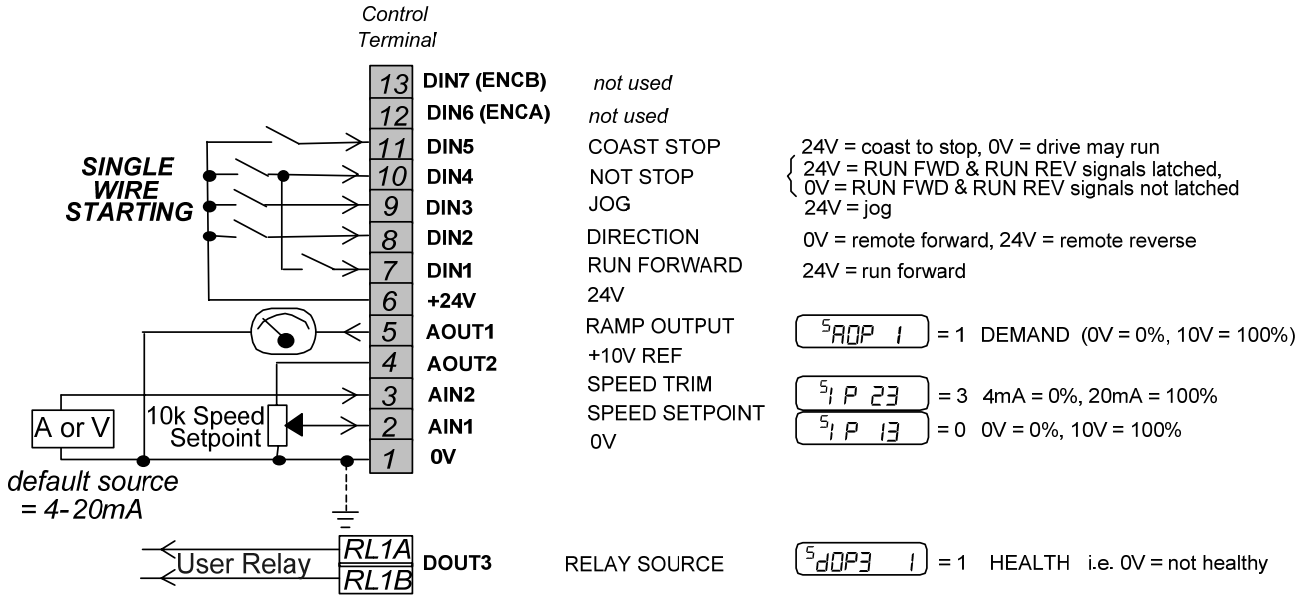 Control
Terminal
13 DIN7 (ENCB) not used
12 DIN6 (ENCA) not used
11 DIN5 COAST STOP 24V = coast to stop, 0V = drive may run
10 DIN4 NOT STOP 24V = RUN FWD & RUN REV signals latched,
0V = RUN FWD & RUN REV signals not latched
9 DIN3 JOG 24V = jog
8 DIN2 DIRECTION 0V = remote forward, 24V = remote reverse
7 DIN1 RUN FORWARD 24V = run forward
6 +24V 24V
5 AOUT1 RAMP OUTPUT SAOP 1 = 1 DEMAND (0V = 0%, 10V = 100%)
4 AOUT2 +10V REF
3 AIN2 SPEED TRIM SIP 23 = 3 4mA = 0%, 20mA = 100%
2 AIN1 SPEED SETPOINT SIP 13 = 0 0V = 0%, 10V = 100%
1 0V 0V
SINGLE
WIRE
STARTING
A or V
10k Speed
Setpoint
default source
= 4-20mA
RL1A
RL1B
User Relay
DOUT3 RELAY SOURCE SdOP3 1 = 1 HEALTH i.e. 0V = not healthy